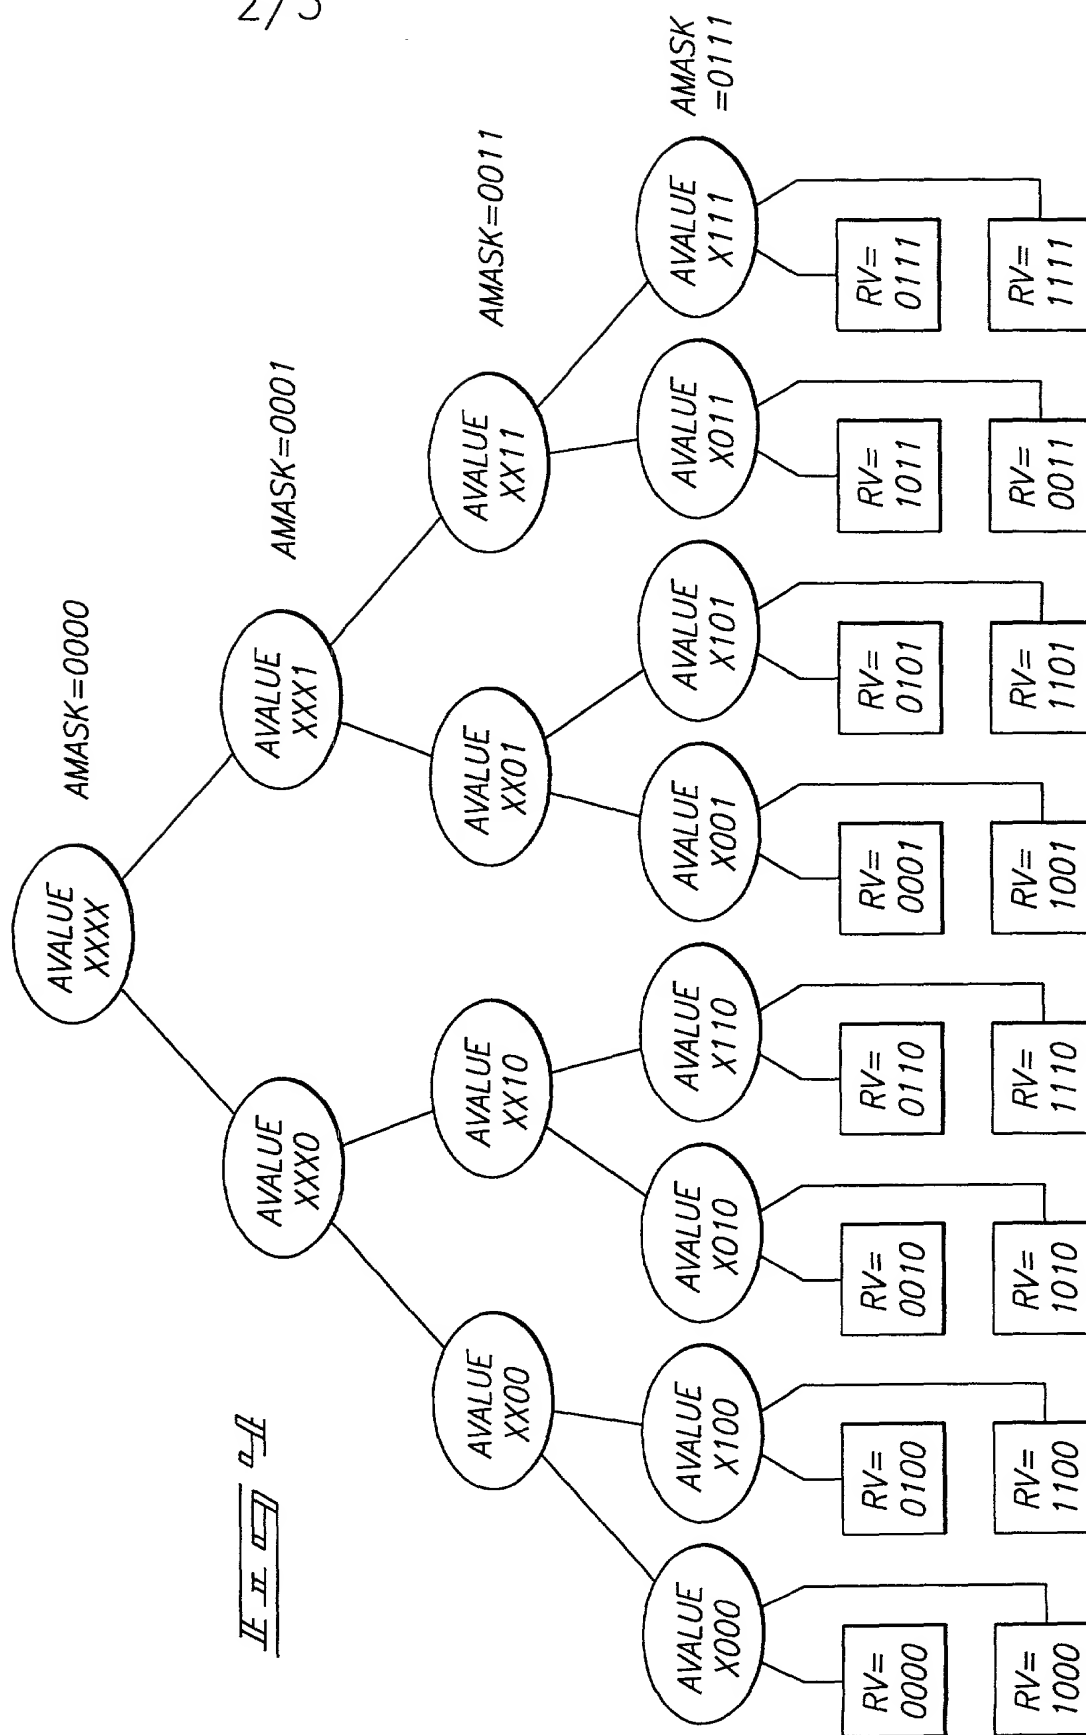 2/5
AMASK=0000
AVALUE
XXXX
AMASK=0001
AVALUE
XXX0
AVALUE
XXX1
AMASK=0011
AVALUE
XX00
AVALUE
XX10
AVALUE
XX01
AVALUE
XX11
AMASK
=0111
AVALUE
X000
AVALUE
X100
AVALUE
X010
AVALUE
X110
AVALUE
X001
AVALUE
X101
AVALUE
X011
AVALUE
X111
RV=
0000
RV=
0100
RV=
0010
RV=
0110
RV=
0001
RV=
0101
RV=
1011
RV=
0111
RV=
1000
RV=
1100
RV=
1010
RV=
1110
RV=
1001
RV=
1101
RV=
0011
RV=
1111